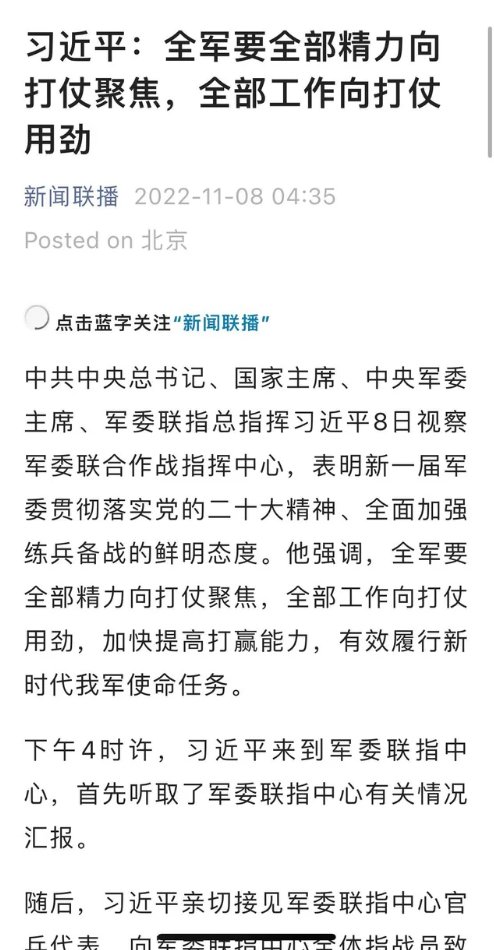 习近平：全军要全部精力向
打仗聚焦，全部工作向打仗
用劲
新闻联播 2022-11-08 04:35
Posted on 北京
点击蓝字关注“新闻联播”
中共中央总书记、国家主席、中央军委
主席、军委联指总指挥习近平8日视察
军委联合作战指挥中心，表明新一届军
委贯彻落实党的二十大精神、全面加强
练兵备战的鲜明态度。他强调，全军要
全部精力向打仗聚焦，全部工作向打仗
用劲，加快提高打赢能力，有效履行新
时代我军使命任务。
下午4时许，习近平来到军委联指中
心，首先听取了军委联指中心有关情况
汇报。
随后，习近平亲切接见军委联指中心官
兵代表，向军委联指中心全体指战员致